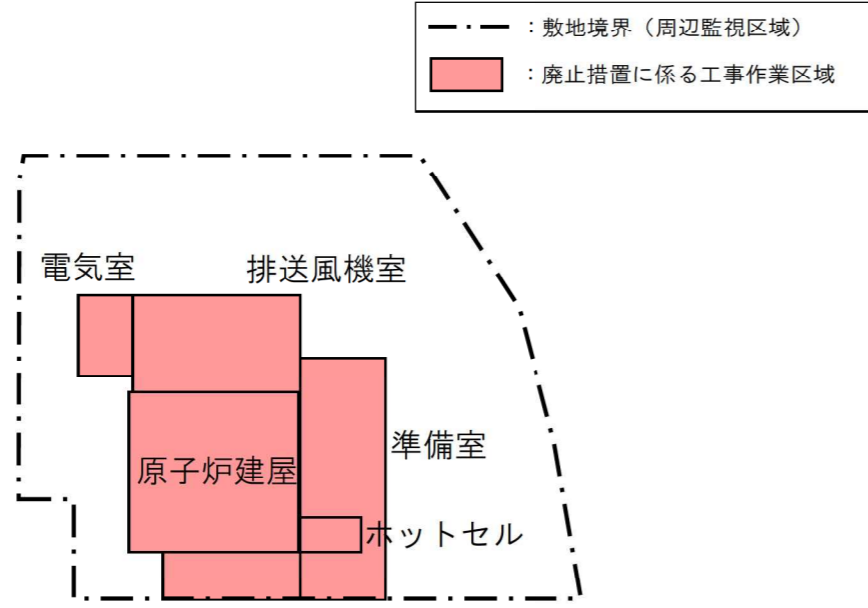 ：敷地境界（周辺監視区域）
：廃止措置に係る工事作業区域
電気室
排送風機室
準備室
原子炉建屋
ホットセル